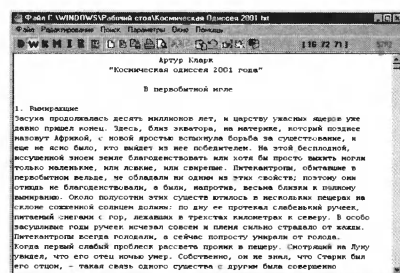 Файл C:\WINDOWS\Рабочий стол\Космическая Одиссея 2001.txt
Файл Редактирование Поиск Параметры Окно Помощь
D W K M I E
[16 72 71]
Артур Кларк
"Космическая одиссея 2001 года"
В первобытной мгле
1. Вымирающие
Засуха продолжалась десять миллионов лет, и царству ужасных ящеров уже
давно пришел конец. Здесь, близ экватора, на материке, который позднее
назовут Африкой, с новой яростью вспыхнула борьба за существование, и
еще не ясно было, кто выйдет из нее победителем. На этой бесплодной,
иссушенной зноем земле благоденствовать или хотя бы просто выжить могли
только маленькие, или ловкие, или свирепые. Питекантропы, обитавшие в
первобытном вельде, не обладали ни одним из этих свойств; поэтому они
отнюдь не благоденствовали, а были, напротив, весьма близки к полному
вымиранию. Около полусотни этих существ ютилось в нескольких пещерах на
склоне сожженной солнцем долины; по дну ее протекал слабенький ручеек,
питаемый снегами с гор, лежавших в трехстах километрах к северу. В особо
засушливые годы ручеек исчезал совсем и племя сильно страдало от жажды.
Питекантропы всегда голодали, а сейчас попросту умирали от голода.
Когда первый слабый проблеск рассвета проник в пещеру, Смотрящий на Луну
увидел, что его отец ночью умер. Собственно, он не знал, что Старик был
его отцом, - такая связь одного существа с другим была совершенно